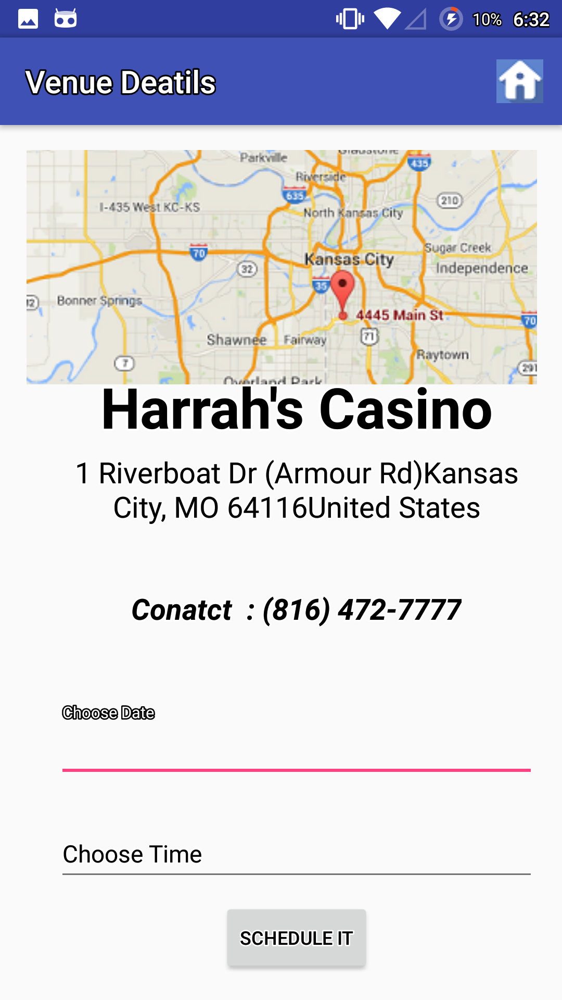 10% 6:32
Venue Deatils
Parkville
Gladstone
435
Riverside
635
210
I-435 West KC-KS
North Kansas City
70
Sugar Creek
Kansas City
32
Independence
35
12
Bonner Springs
4445 Main St
70
Shawnee
Fairway
71
Raytown
7
291
Overland Park
Harrah's Casino
1 Riverboat Dr (Armour Rd)Kansas
City, MO 64116United States
Conatct : (816) 472-7777
Choose Date
Choose Time
SCHEDULE IT